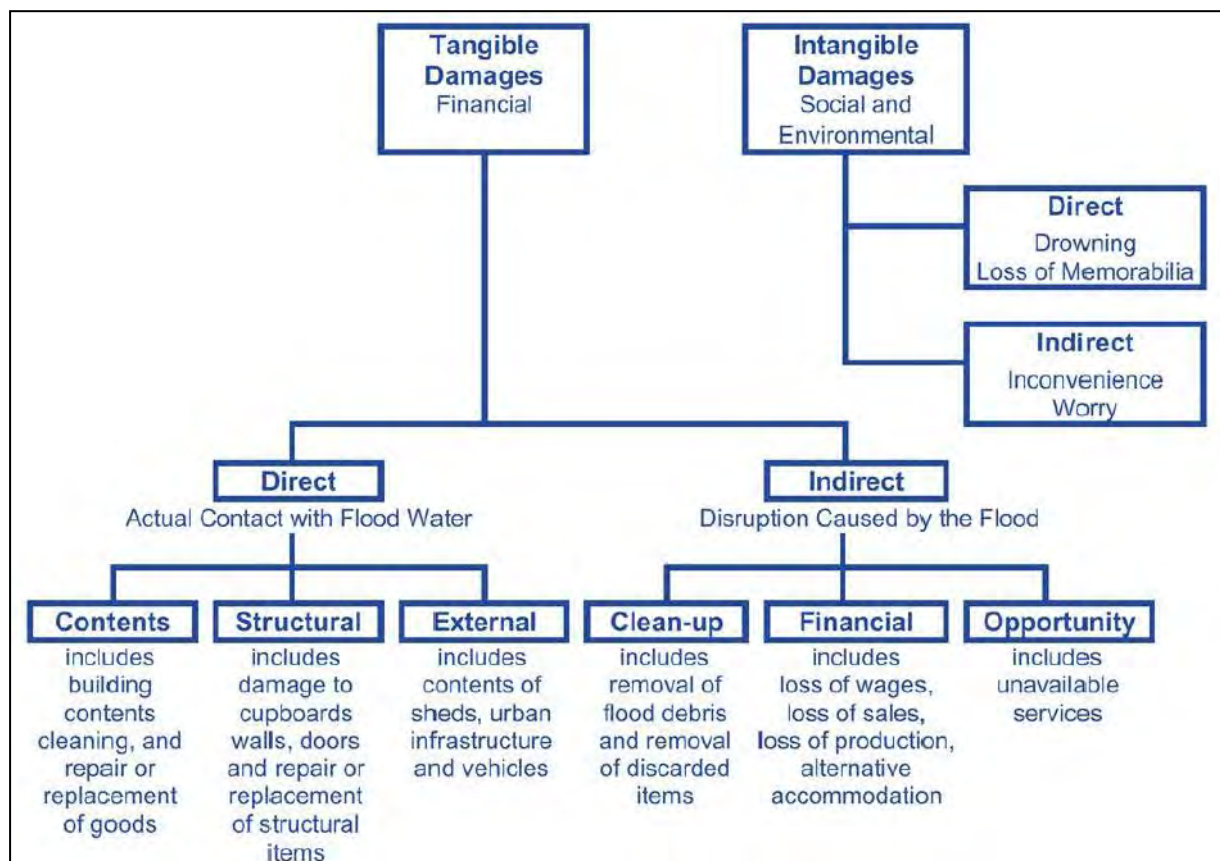 Tangible
Damages
Financial
Intangible
Damages
Social and
Environmental
Direct
Drowning
Loss of Memorabilia
Indirect
Inconvenience
Worry
Direct
Actual Contact with Flood Water
Indirect
Disruption Caused by the Flood
Contents
includes
building
contents
cleaning, and
repair or
replacement
of goods
Structural
includes
damage to
cupboards
walls, doors
and repair or
replacement
of structural
items
External
includes
contents of
sheds, urban
infrastructure
and vehicles
Clean-up
includes
removal of
flood debris
and removal
of discarded
items
Financial
includes
loss of wages,
loss of sales,
loss of production,
alternative
accommodation
Opportunity
includes
unavailable
services